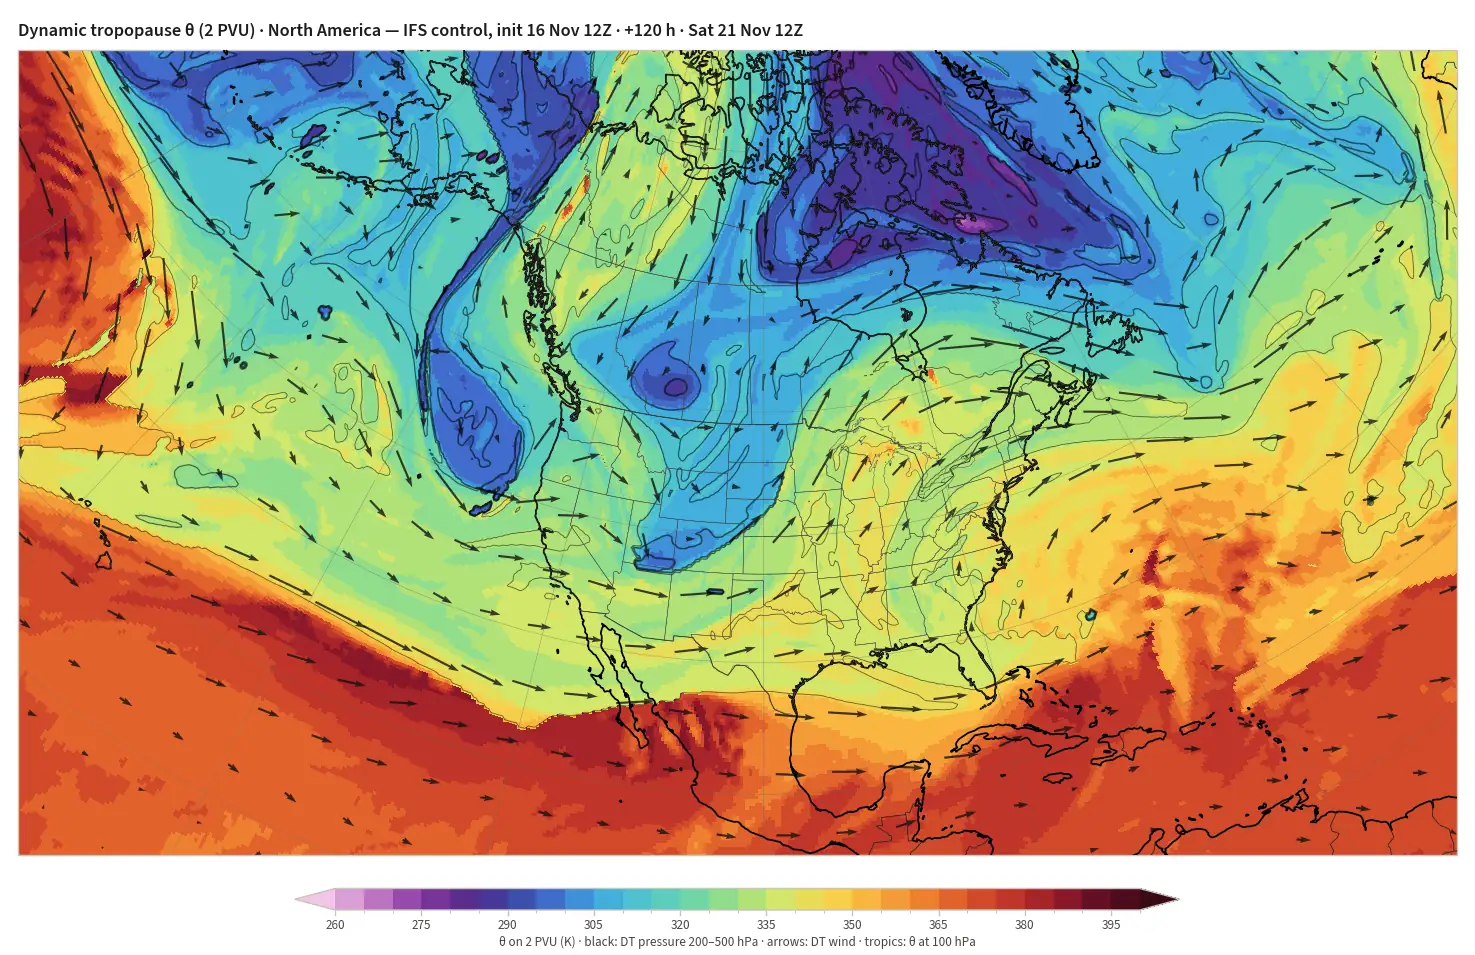 Dynamic tropopause θ (2 PVU) · North America — IFS control, init 16 Nov 12Z · +120 h · Sat 21 Nov 12Z
260 275 290 305 320 335 350 365 380 395
θ on 2 PVU (K) · black: DT pressure 200–500 hPa · arrows: DT wind · tropics: θ at 100 hPa